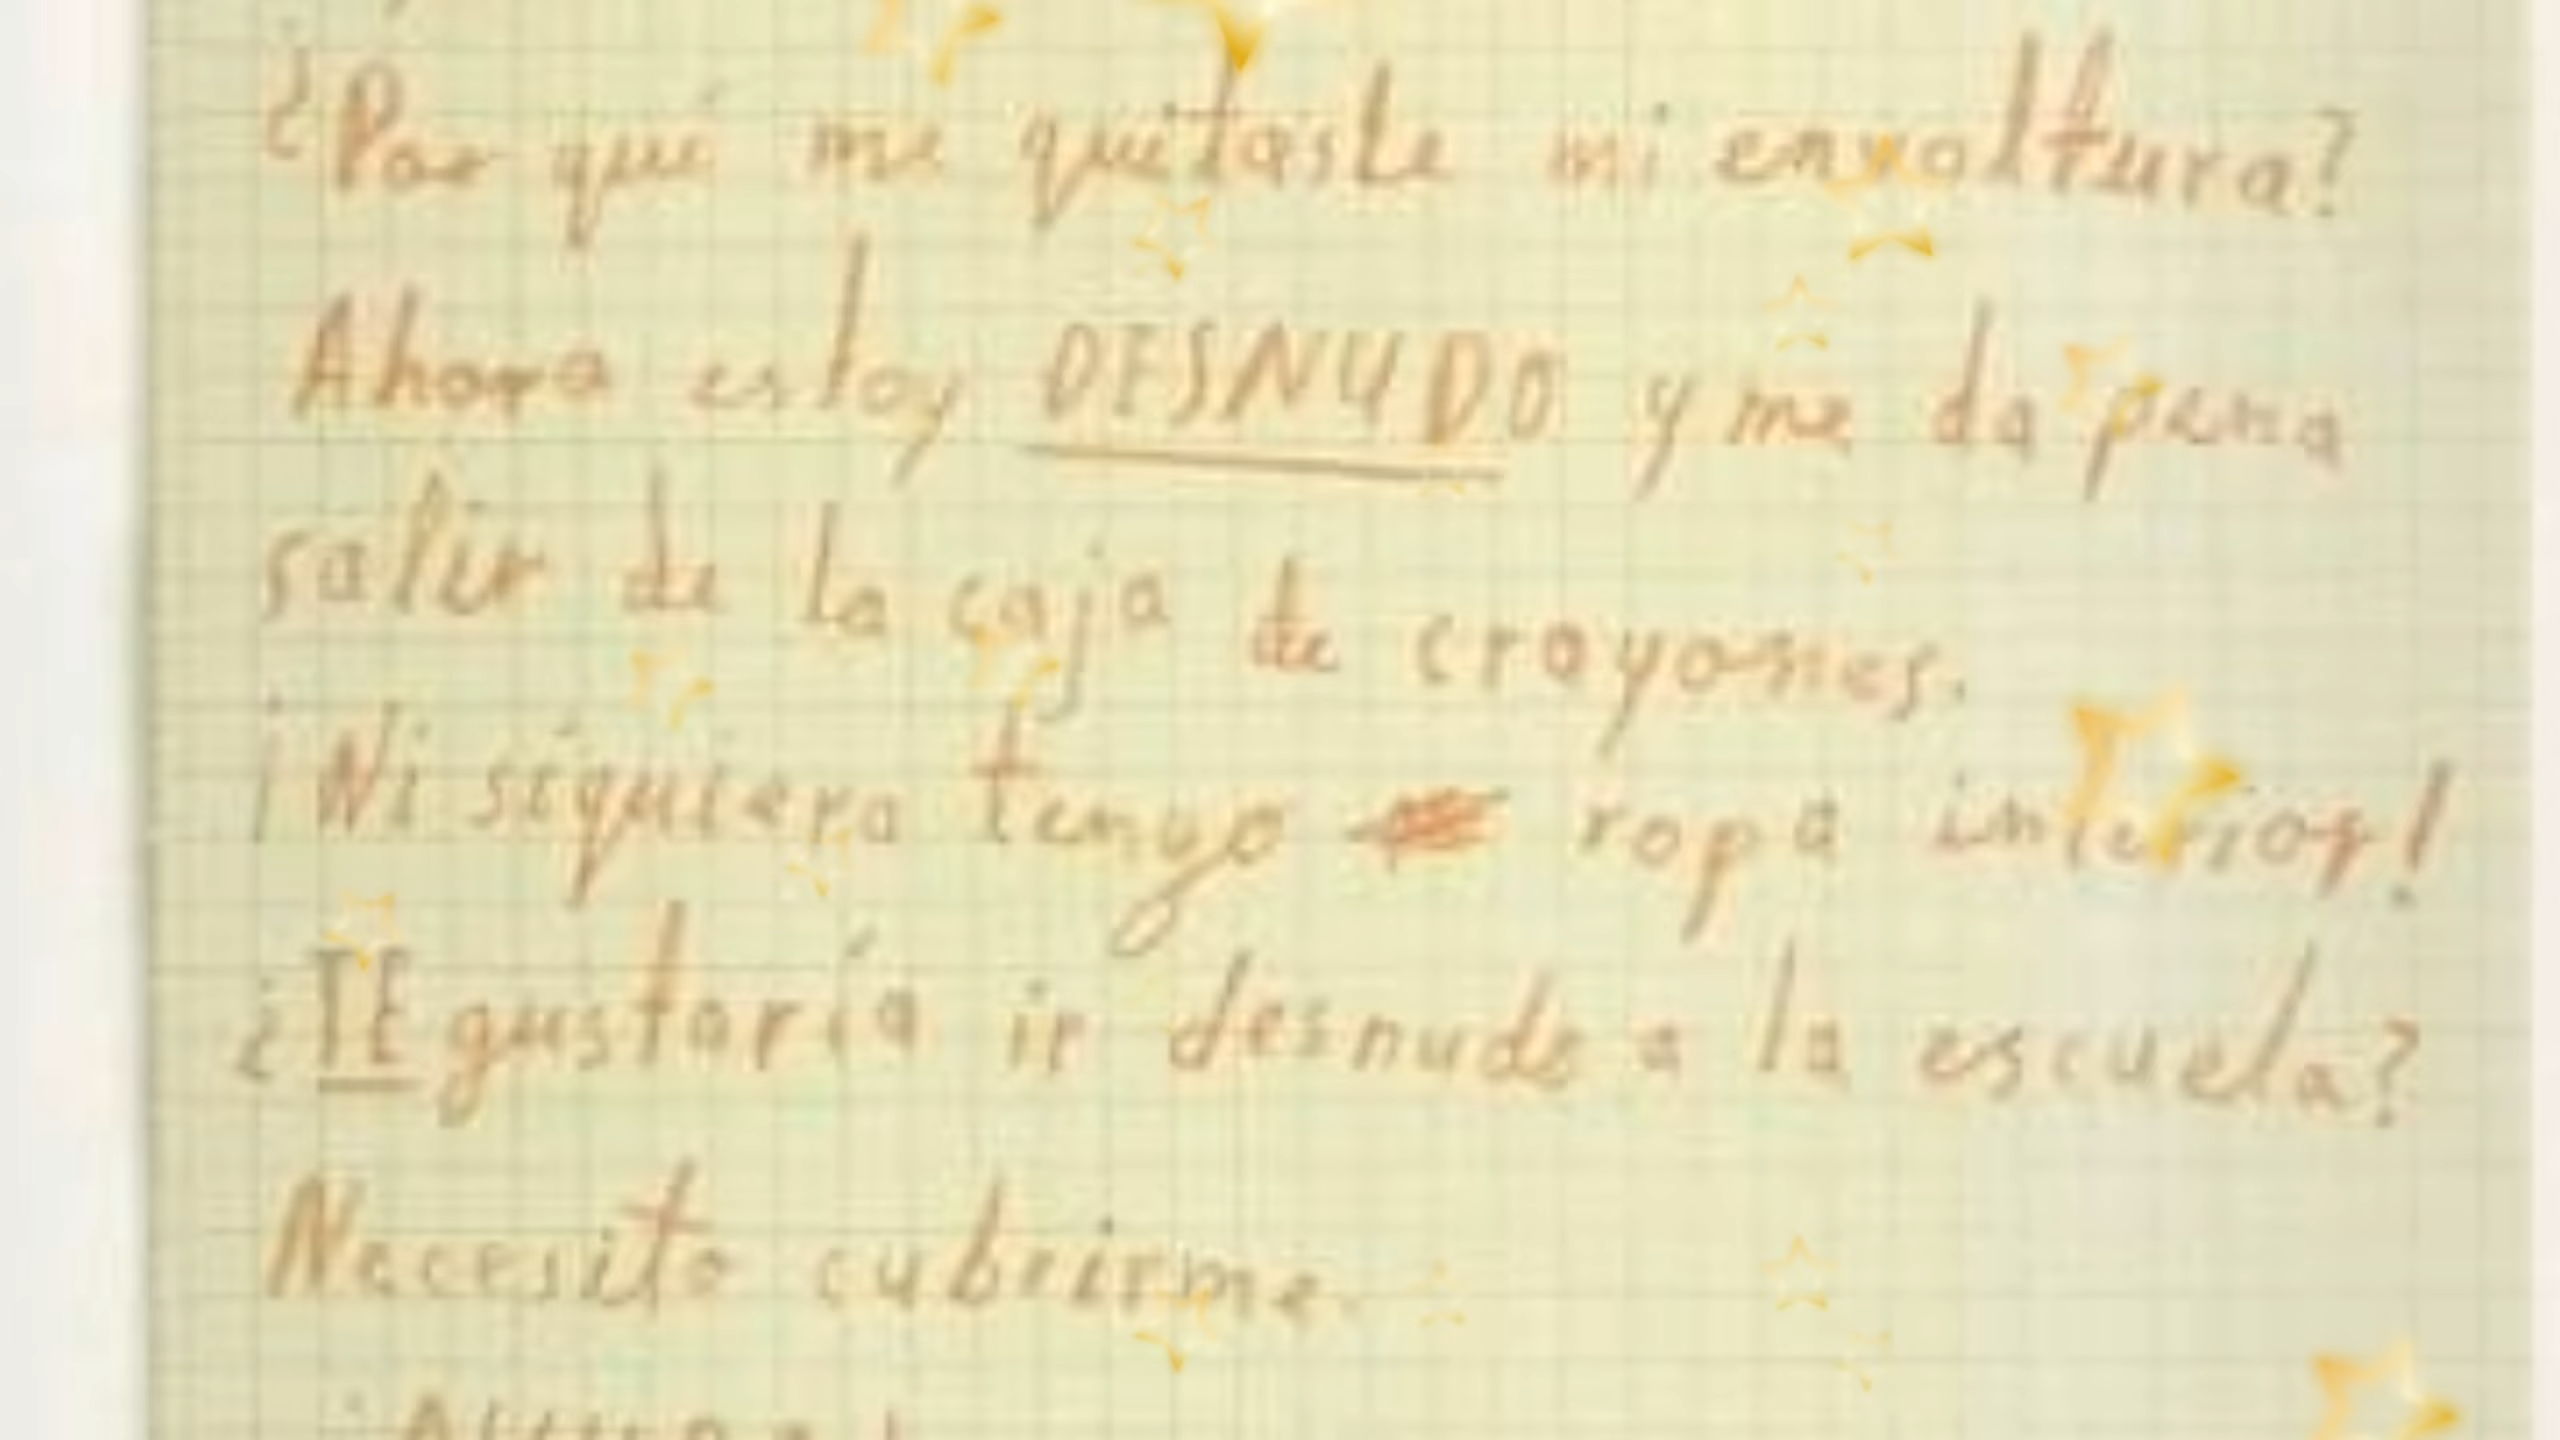 ¿Por qué me quitaste mi envoltura?
Ahora estoy DESNUDO y me da pena
salir de la caja de crayones.
¡Ni siquiera tengo ropa interior!
¿TE gustaría ir desnudo a la escuela?
Necesito cubrirme.